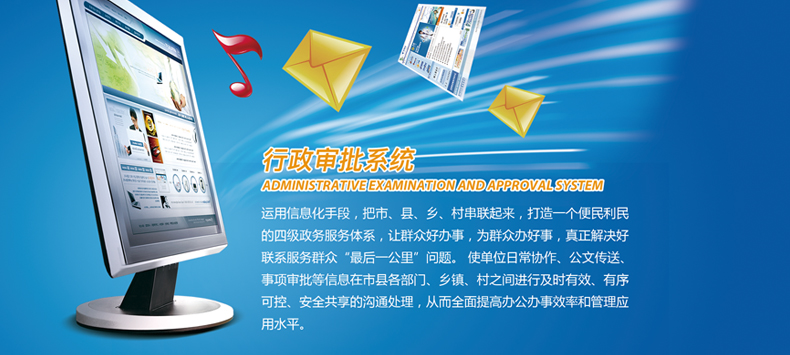 行政审批系统
ADMINISTRATIVE EXAMINATION AND APPROVAL SYSTEM
运用信息化手段，把市、县、乡、村串联起来，打造一个便民利民
的四级政务服务体系，让群众好办事，为群众办好事，真正解决好
联系服务群众“最后一公里”问题。 使单位日常协作、公文传送、
事项审批等信息在市县各部门、乡镇、村之间进行及时有效、有序
可控、安全共享的沟通处理，从而全面提高办公办事效率和管理应
用水平。